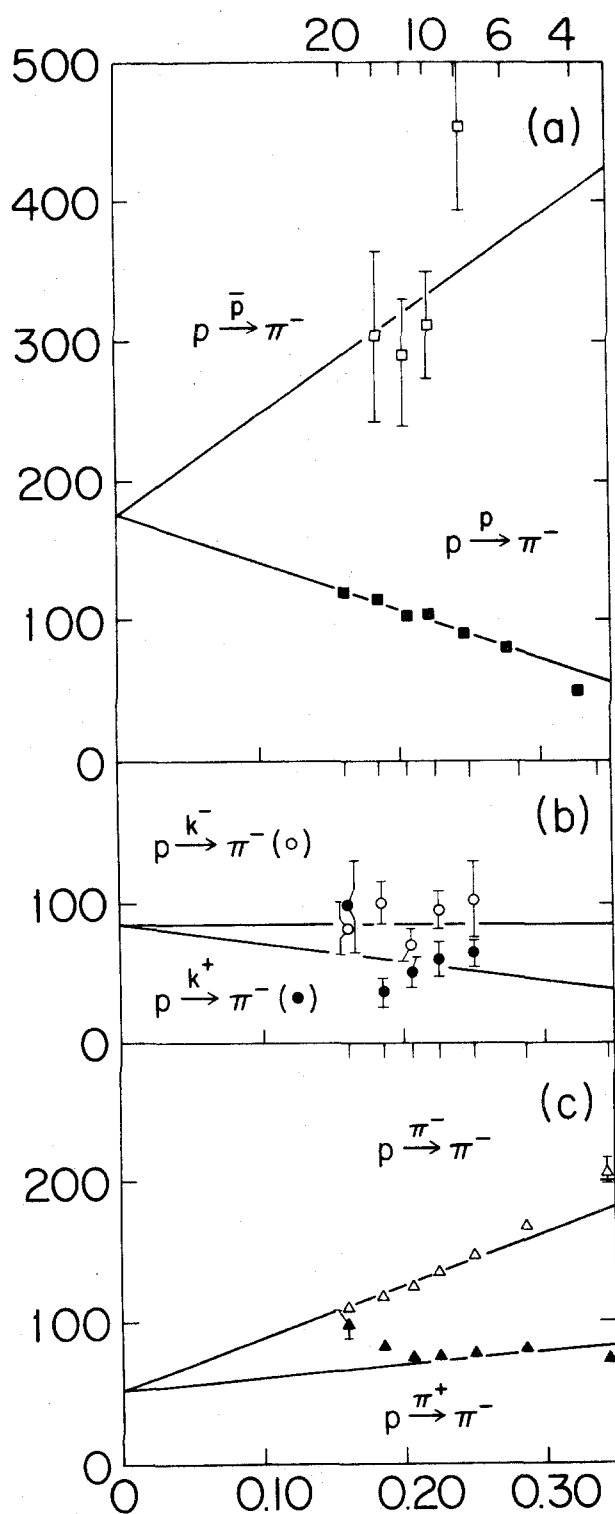 20 10 6 4
500
(a)
400
p̄
p → π⁻
300
200
p
p → π⁻
100
0
(b)
k⁻
p → π⁻ (○)
100
k⁺
p → π⁻ (●)
0
(c)
π⁻
p → π⁻
200
100
π⁺
p → π⁻
0
0 0.10 0.20 0.30